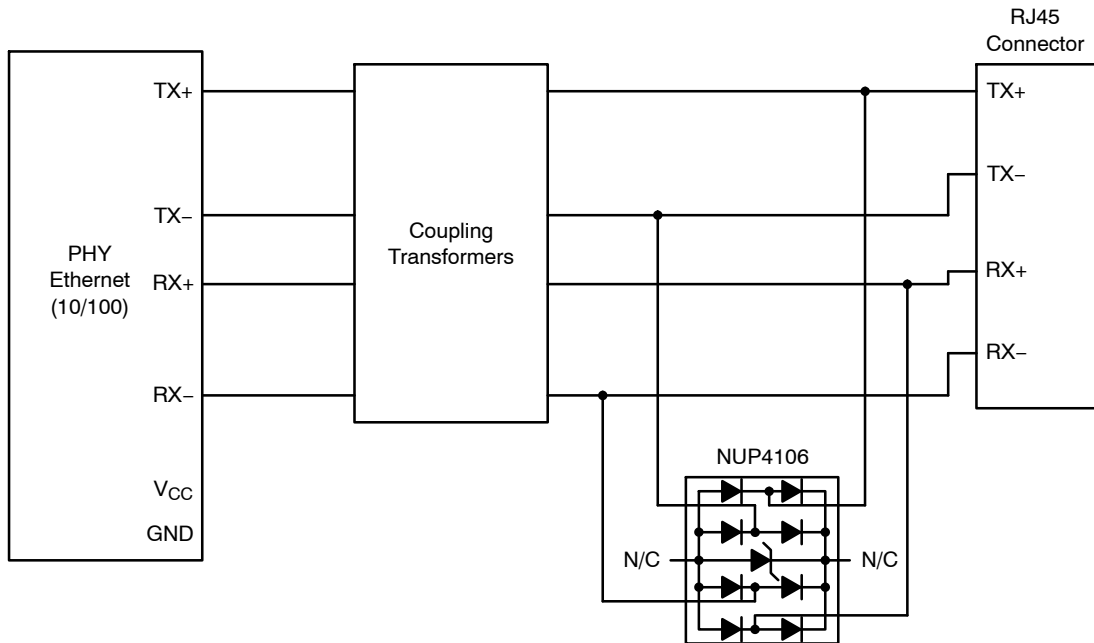 RJ45
Connector
TX+
TX−
RX+
RX−
PHY
Ethernet
(10/100)
VCC
GND
Coupling
Transformers
TX+
TX−
RX+
RX−
NUP4106
N/C
N/C